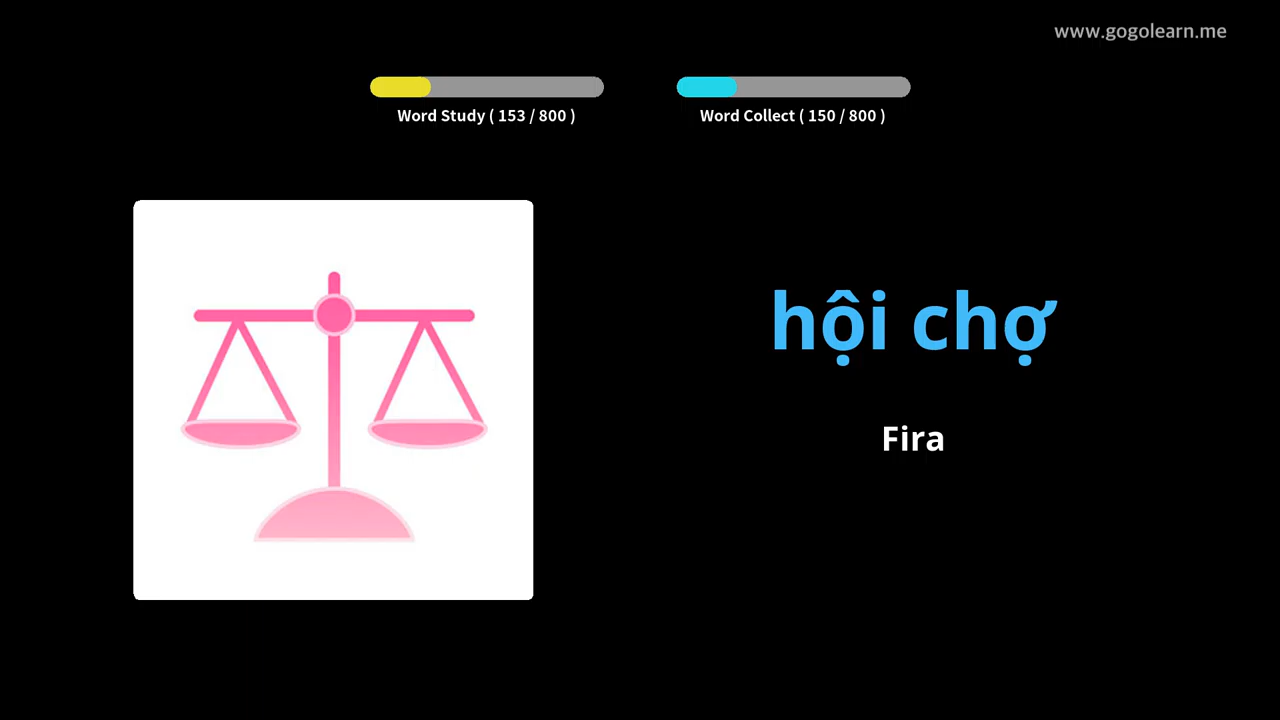 www.gogolearn.me
Word Study ( 153 / 800 )
Word Collect ( 150 / 800 )
hội chợ
Fira